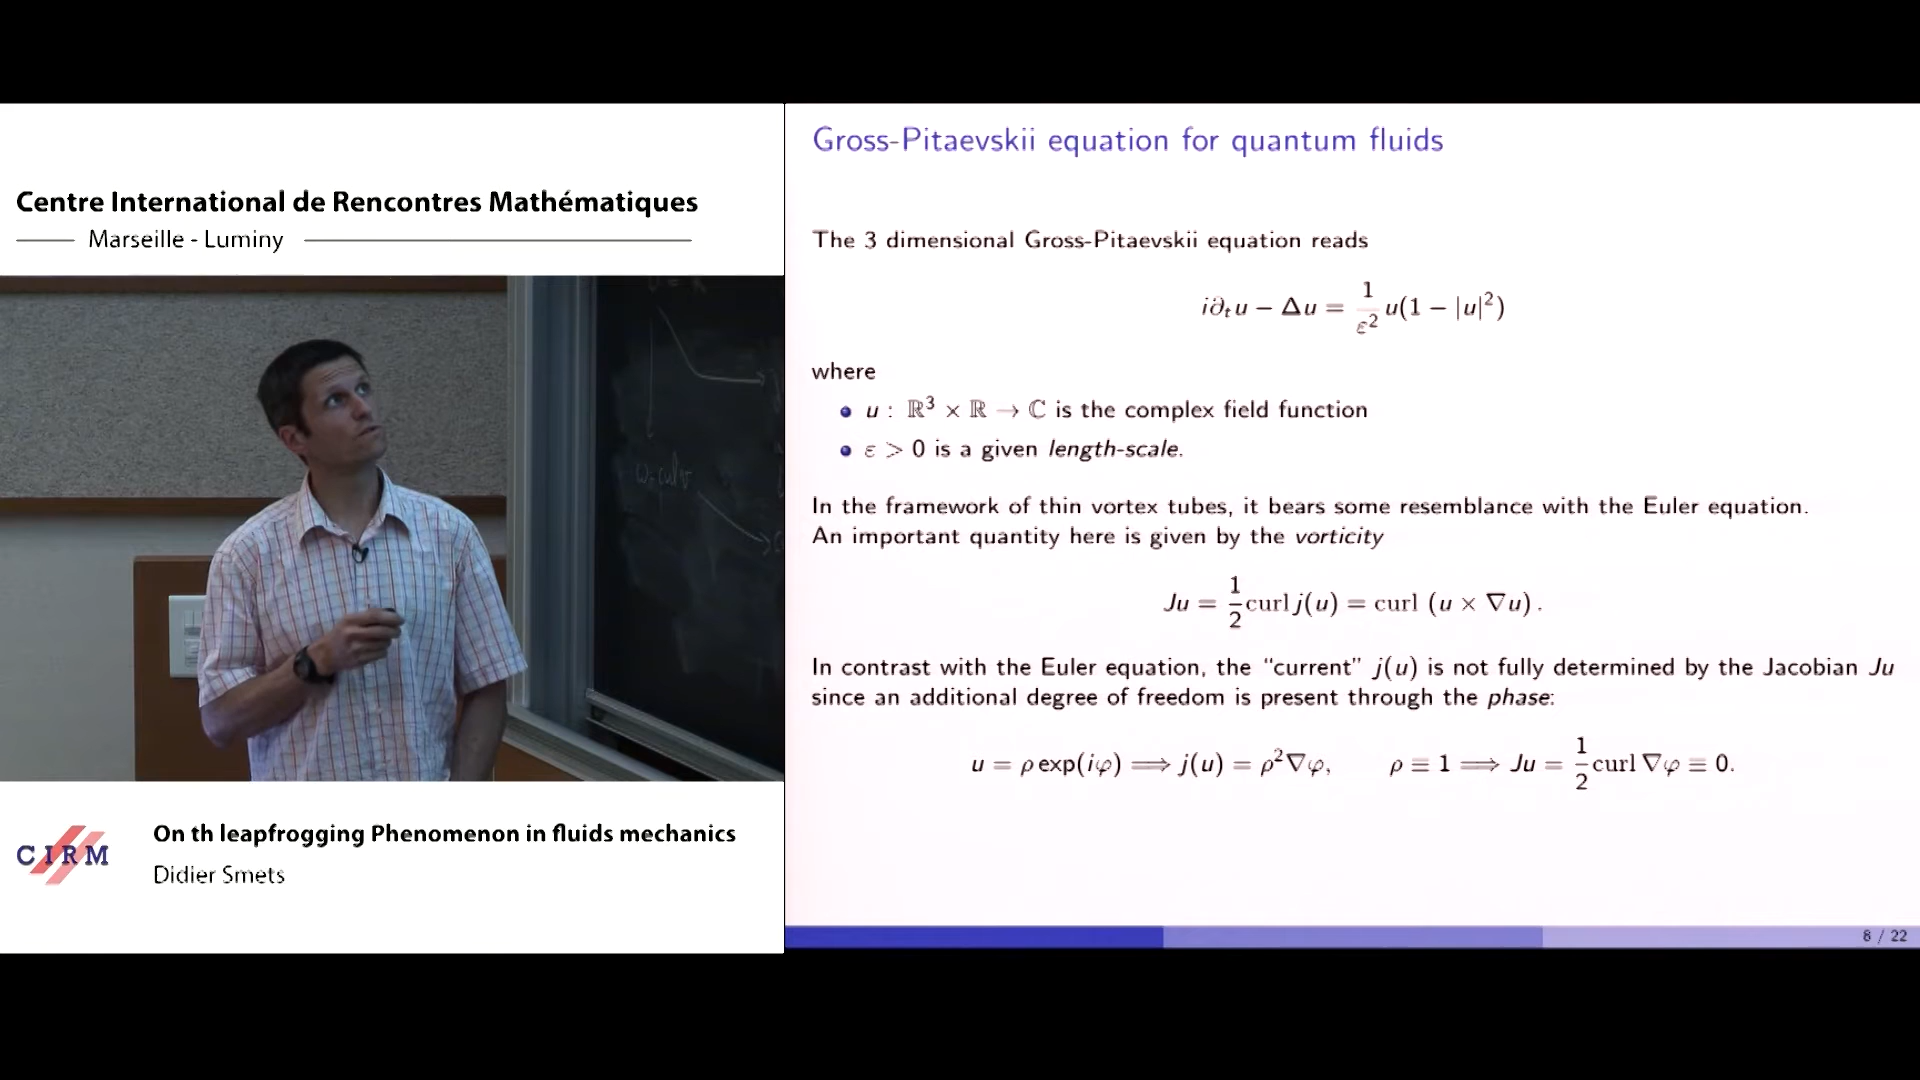 Centre International de Rencontres Mathématiques
Marseille - Luminy
ω=curl v
CIRM
On th leapfrogging Phenomenon in fluids mechanics
Didier Smets
Gross-Pitaevskii equation for quantum fluids
The 3 dimensional Gross-Pitaevskii equation reads
i∂ₜu − Δu = 1/ε² u(1 − |u|²)
where
• u : ℝ³ × ℝ → ℂ is the complex field function
• ε > 0 is a given length-scale.
In the framework of thin vortex tubes, it bears some resemblance with the Euler equation.
An important quantity here is given by the vorticity
Ju = 1/2 curl j(u) = curl (u × ∇u) .
In contrast with the Euler equation, the “current” j(u) is not fully determined by the Jacobian Ju
since an additional degree of freedom is present through the phase:
u = ρ exp(iφ) ⟹ j(u) = ρ²∇φ, ρ ≡ 1 ⟹ Ju = 1/2 curl ∇φ ≡ 0.
8 / 22